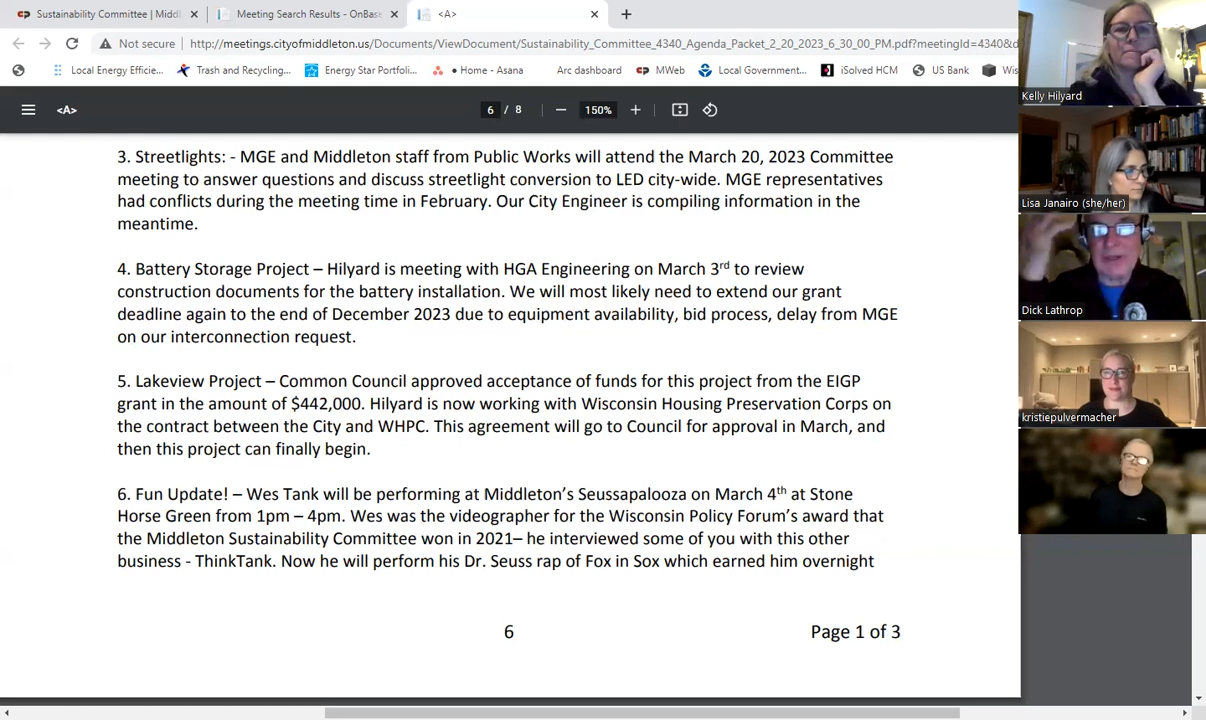 Sustainability Committee | Middl
Meeting Search Results - OnBase
<A>
Not secure | http://meetings.cityofmiddleton.us/Documents/ViewDocument/Sustainability_Committee_4340_Agenda_Packet_2_20_2023_6_30_00_PM.pdf?meetingId=4340&d
Local Energy Efficie...
Trash and Recycling...
Energy Star Portfoli...
• Home - Asana
Arc dashboard
MWeb
Local Government...
iSolved HCM
US Bank
Wis
<A>
6 / 8
150%
3. Streetlights: - MGE and Middleton staff from Public Works will attend the March 20, 2023 Committee
meeting to answer questions and discuss streetlight conversion to LED city-wide. MGE representatives
had conflicts during the meeting time in February. Our City Engineer is compiling information in the
meantime.
4. Battery Storage Project – Hilyard is meeting with HGA Engineering on March 3rd to review
construction documents for the battery installation. We will most likely need to extend our grant
deadline again to the end of December 2023 due to equipment availability, bid process, delay from MGE
on our interconnection request.
5. Lakeview Project – Common Council approved acceptance of funds for this project from the EIGP
grant in the amount of $442,000. Hilyard is now working with Wisconsin Housing Preservation Corps on
the contract between the City and WHPC. This agreement will go to Council for approval in March, and
then this project can finally begin.
6. Fun Update! – Wes Tank will be performing at Middleton’s Seussapalooza on March 4th at Stone
Horse Green from 1pm – 4pm. Wes was the videographer for the Wisconsin Policy Forum’s award that
the Middleton Sustainability Committee won in 2021– he interviewed some of you with this other
business - ThinkTank. Now he will perform his Dr. Seuss rap of Fox in Sox which earned him overnight
6
Page 1 of 3
Kelly Hilyard
Lisa Janairo (she/her)
Dick Lathrop
kristiepulvermacher